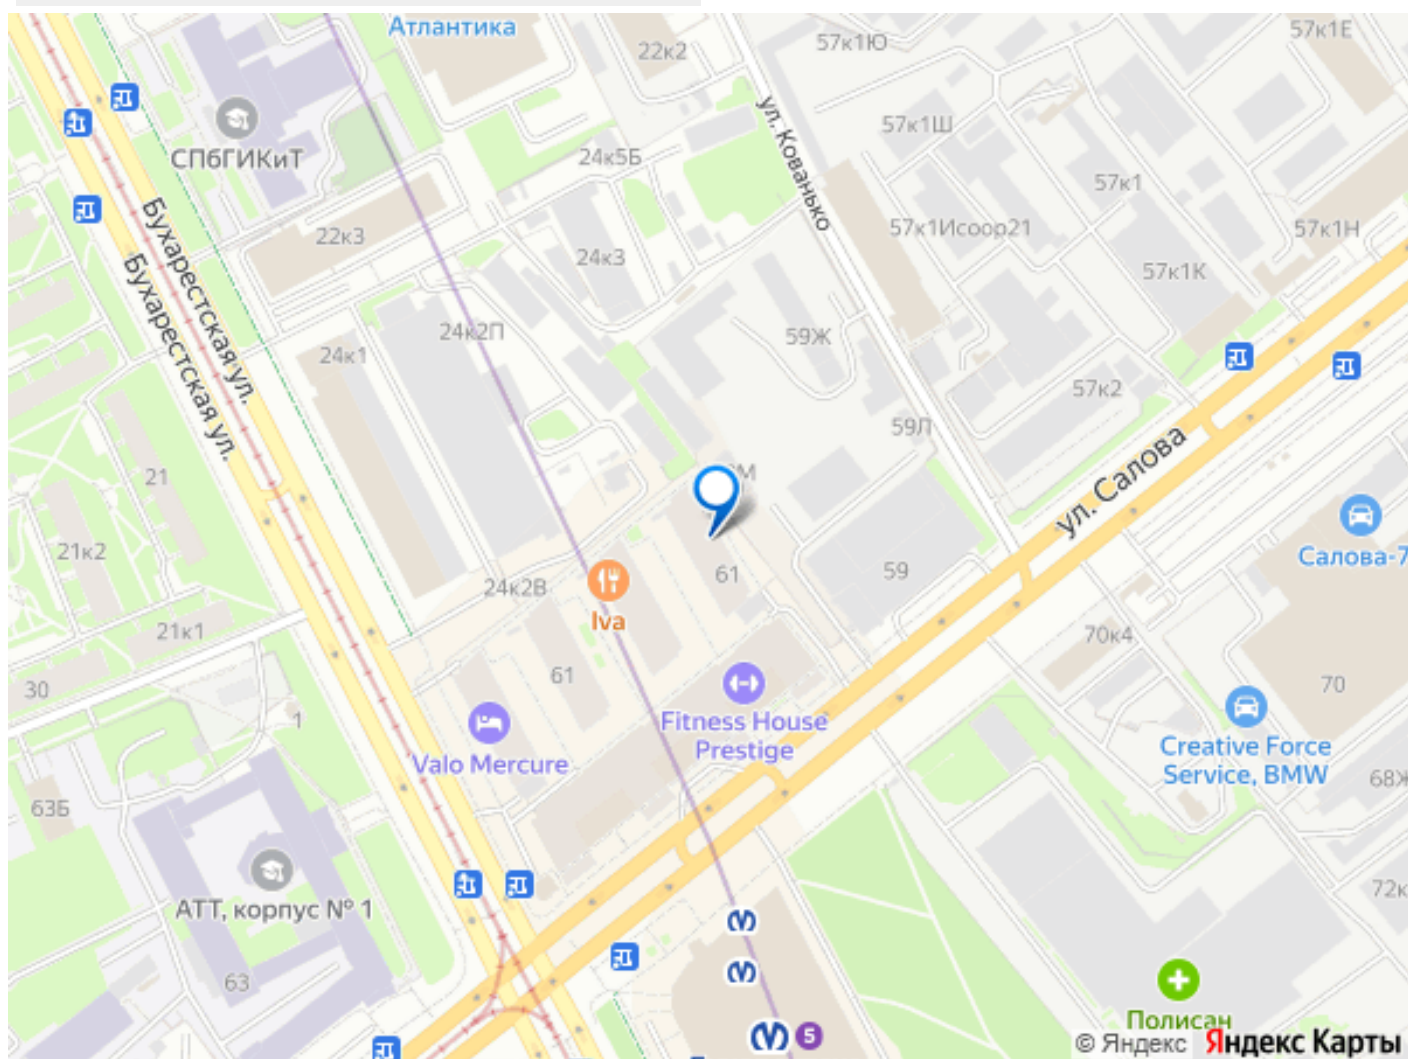 Атлантика
22к2
57к1Ю
57к1Е
ул. Кованько
СПбГИКиТ
24к5Б
57к1Ш
57к1
Бухарестская ул.
Бухарестская ул.
22к3
24к3
57к1Исоор21
57к1Н
57к1К
24к2П
24к1
59Ж
57к2
59Л
ул. Салова
21
21к2
24к2В
Iva
61
59
Салова-7
21к1
70к4
30
61
1
70
Valo Mercure
Fitness House
Prestige
Creative Force
Service, BMW
68Ж
63Б
72к
АТТ, корпус № 1
63
5
Полисан
© Яндекс Яндекс Карты